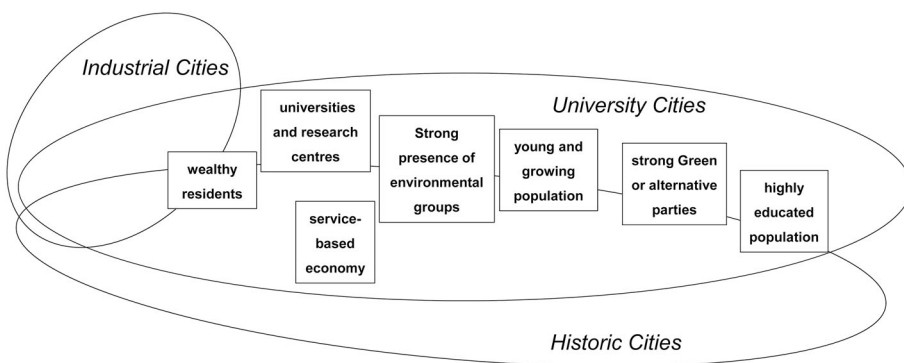 Industrial Cities
University Cities
universities
and research
centres
Strong
presence of
environmental
groups
young and
growing
population
strong Green
or alternative
parties
wealthy
residents
highly
educated
population
service-
based
economy
Historic Cities